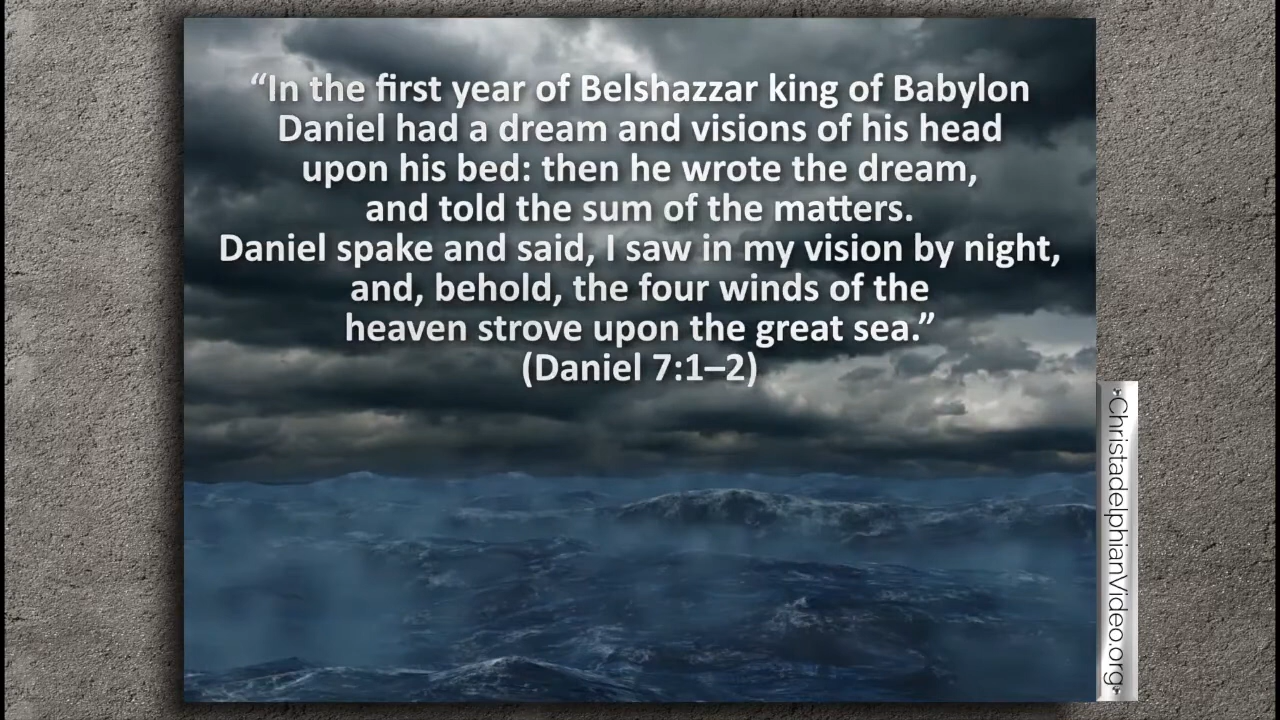 “In the first year of Belshazzar king of Babylon
Daniel had a dream and visions of his head
upon his bed: then he wrote the dream,
and told the sum of the matters.
Daniel spake and said, I saw in my vision by night,
and, behold, the four winds of the
heaven strove upon the great sea.”
(Daniel 7:1–2)
ChristadelphianVideo.org